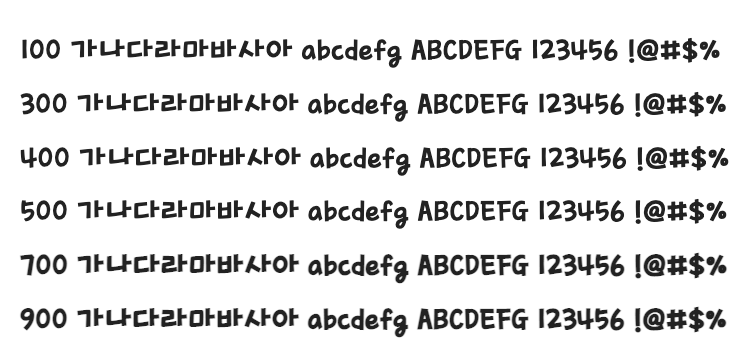 100 가나다라마바사아 abcdefg ABCDEFG 123456 !@#$%
300 가나다라마바사아 abcdefg ABCDEFG 123456 !@#$%
400 가나다라마바사아 abcdefg ABCDEFG 123456 !@#$%
500 가나다라마바사아 abcdefg ABCDEFG 123456 !@#$%
700 가나다라마바사아 abcdefg ABCDEFG 123456 !@#$%
900 가나다라마바사아 abcdefg ABCDEFG 123456 !@#$%